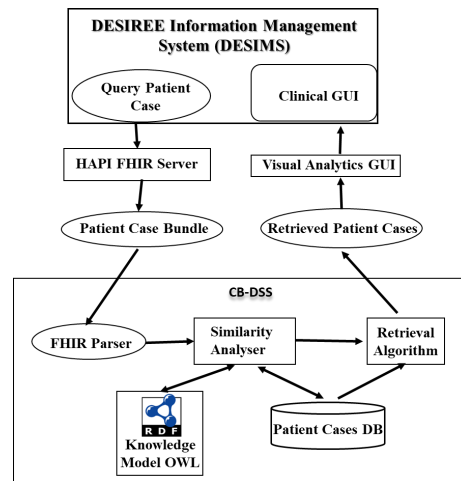 DESIREE Information Management
System (DESIMS)
Query Patient
Case
Clinical GUI
HAPI FHIR Server
Visual Analytics GUI
Patient Case Bundle
Retrieved Patient Cases
CB-DSS
FHIR Parser
Similarity
Analyser
Retrieval
Algorithm
RDF
Knowledge
Model OWL
Patient Cases DB